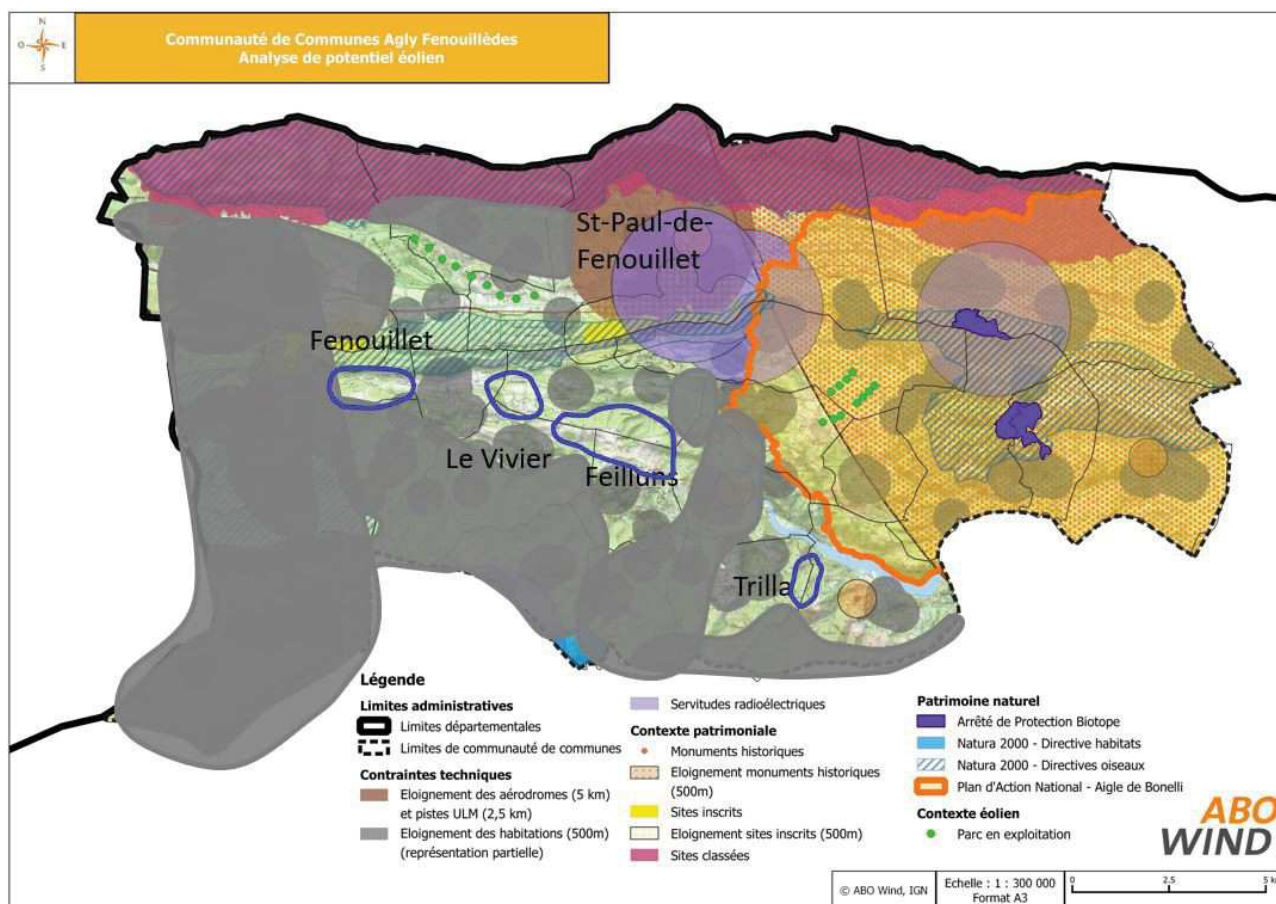 N
O
E
S
Communauté de Communes Agly Fenouillèdes
Analyse de potentiel éolien
St-Paul-de-
Fenouillet
Fenouillet
Le Vivier
Feilluns
Trilla
Légende
Limites administratives
Limites départementales
Limites de communauté de communes
Contraintes techniques
Eloignement des aérodromes (5 km)
et pistes ULM (2,5 km)
Eloignement des habitations (500m)
(représentation partielle)
Servitudes radioélectriques
Contexte patrimoniale
Monuments historiques
Eloignement monuments historiques
(500m)
Sites inscrits
Eloignement sites inscrits (500m)
Sites classées
Patrimoine naturel
Arrêté de Protection Biotope
Natura 2000 - Directive habitats
Natura 2000 - Directives oiseaux
Plan d'Action National - Aigle de Bonelli
Contexte éolien
Parc en exploitation
ABO
WIND
© ABO Wind, IGN
Echelle : 1 : 300 000
Format A3
0
2.5
5 k